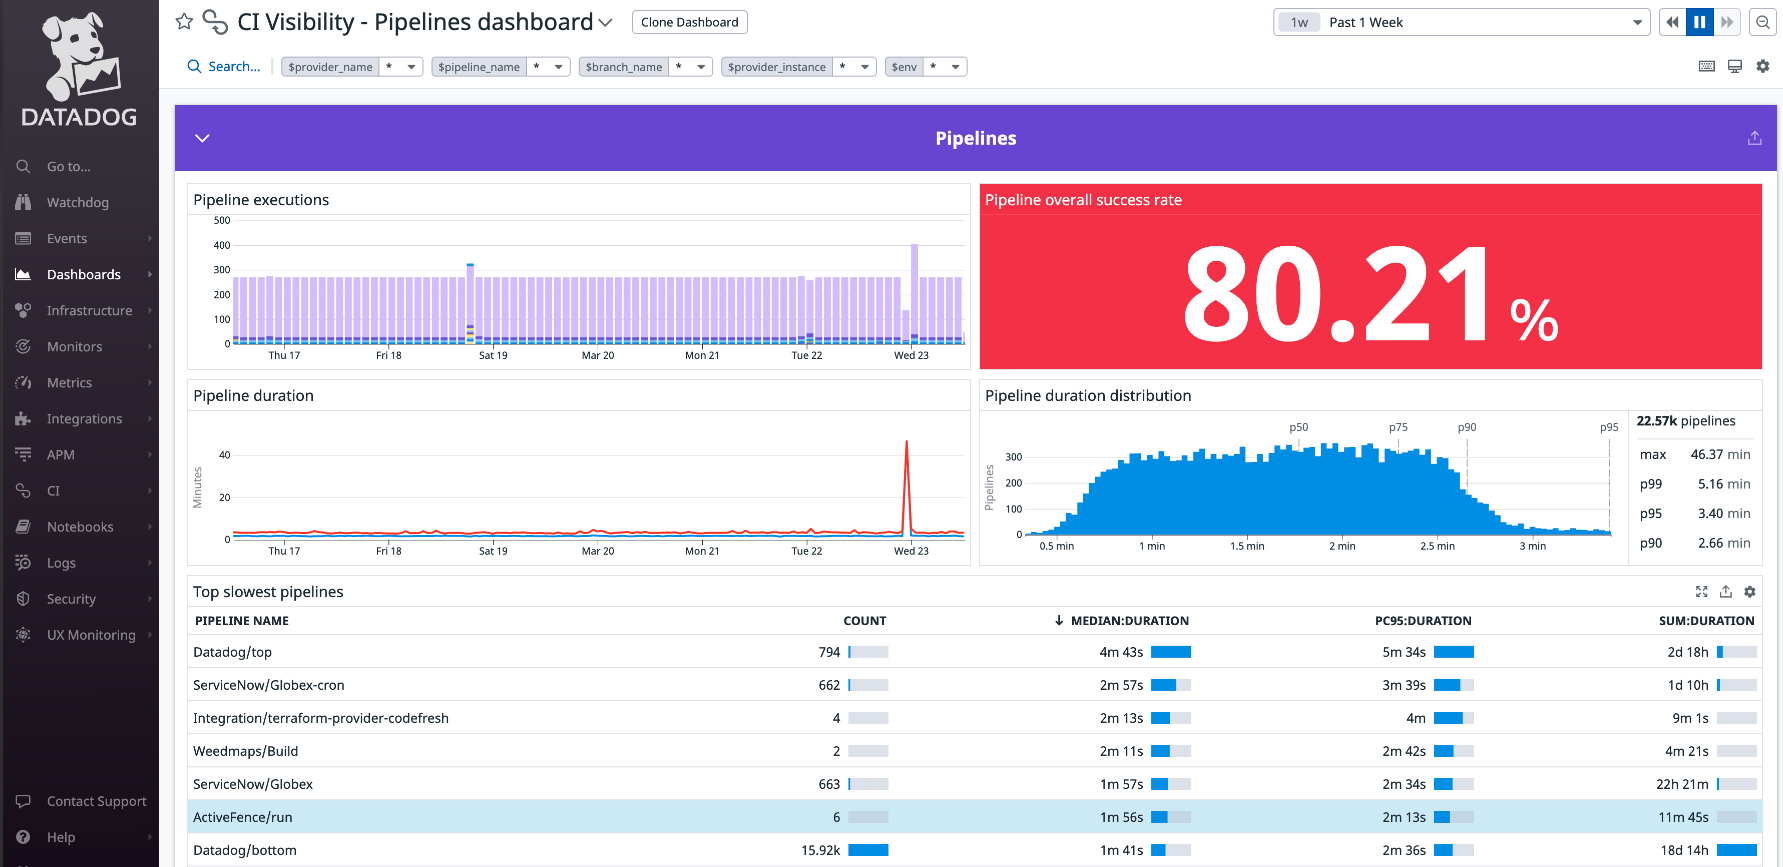 DATADOG
Go to...
Watchdog
Events
Dashboards
Infrastructure
Monitors
Metrics
Integrations
APM
CI
Notebooks
Logs
Security
UX Monitoring
Contact Support
Help
CI Visibility - Pipelines dashboard
Clone Dashboard
1w Past 1 Week
Search... $provider_name * $pipeline_name * $branch_name * $provider_instance * $env *
Pipelines
Pipeline executions
500
400
300
200
100
0
Thu 17 Fri 18 Sat 19 Mar 20 Mon 21 Tue 22 Wed 23
Pipeline overall success rate
80.21 %
Pipeline duration
Minutes
40
20
0
Thu 17 Fri 18 Sat 19 Mar 20 Mon 21 Tue 22 Wed 23
Pipeline duration distribution
p50 p75 p90 p95
Pipelines
300
200
100
0
0.5 min 1 min 1.5 min 2 min 2.5 min 3 min
22.57k pipelines
max 46.37 min
p99 5.16 min
p95 3.40 min
p90 2.66 min
Top slowest pipelines
PIPELINE NAME COUNT MEDIAN:DURATION PC95:DURATION SUM:DURATION
Datadog/top 794 4m 43s 5m 34s 2d 18h
ServiceNow/Globex-cron 662 2m 57s 3m 39s 1d 10h
Integration/terraform-provider-codefresh 4 2m 13s 4m 9m 1s
Weedmaps/Build 2 2m 11s 2m 42s 4m 21s
ServiceNow/Globex 663 1m 57s 2m 34s 22h 21m
ActiveFence/run 6 1m 56s 2m 13s 11m 45s
Datadog/bottom 15.92k 1m 41s 2m 36s 18d 14h